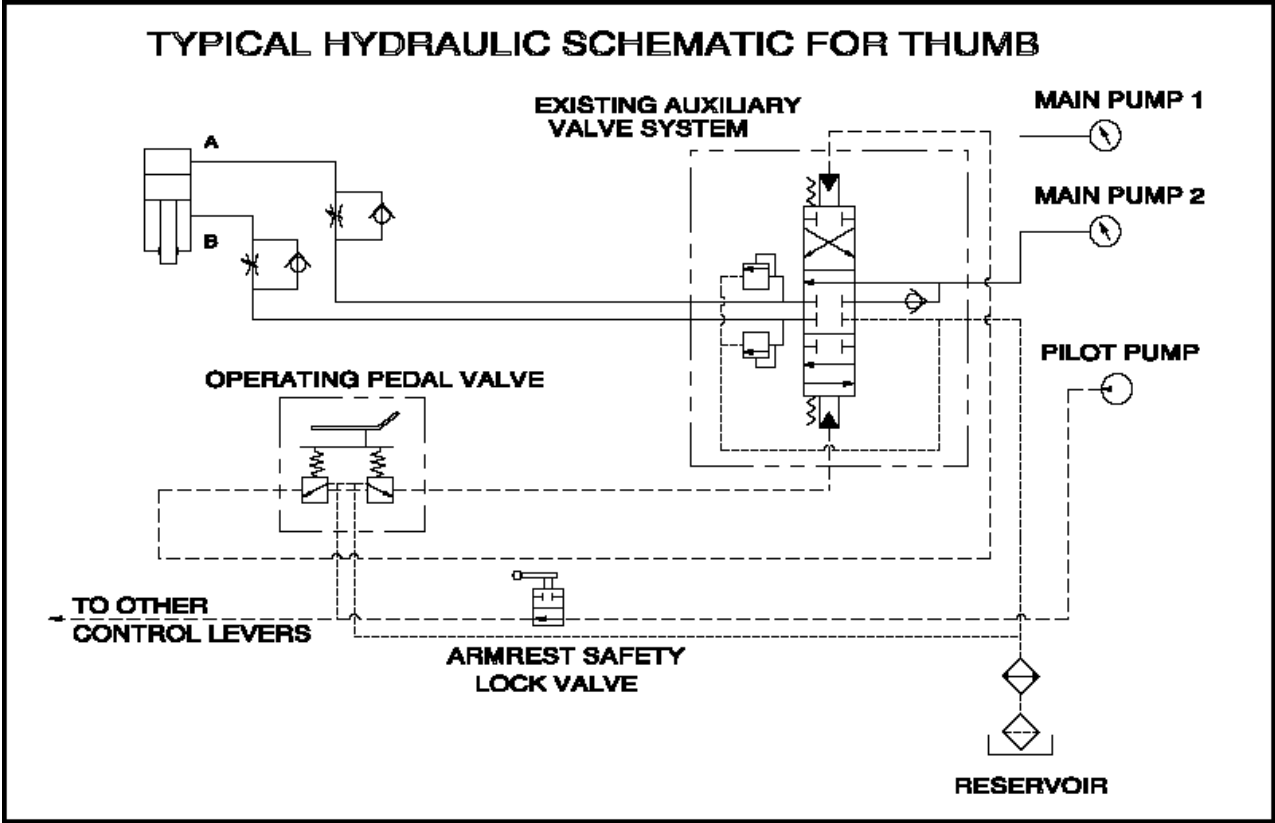 TYPICAL HYDRAULIC SCHEMATIC FOR THUMB
EXISTING AUXILIARY
VALVE SYSTEM
MAIN PUMP 1
A
MAIN PUMP 2
B
PILOT PUMP
OPERATING PEDAL VALVE
TO OTHER
CONTROL LEVERS
ARMREST SAFETY
LOCK VALVE
RESERVOIR